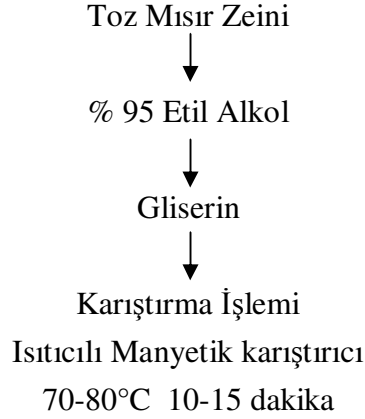 Toz Mısır Zeini
% 95 Etil Alkol
Gliserin
Karıştırma İşlemi
Isıtıcılı Manyetik karıştırıcı
70-80°C 10-15 dakika